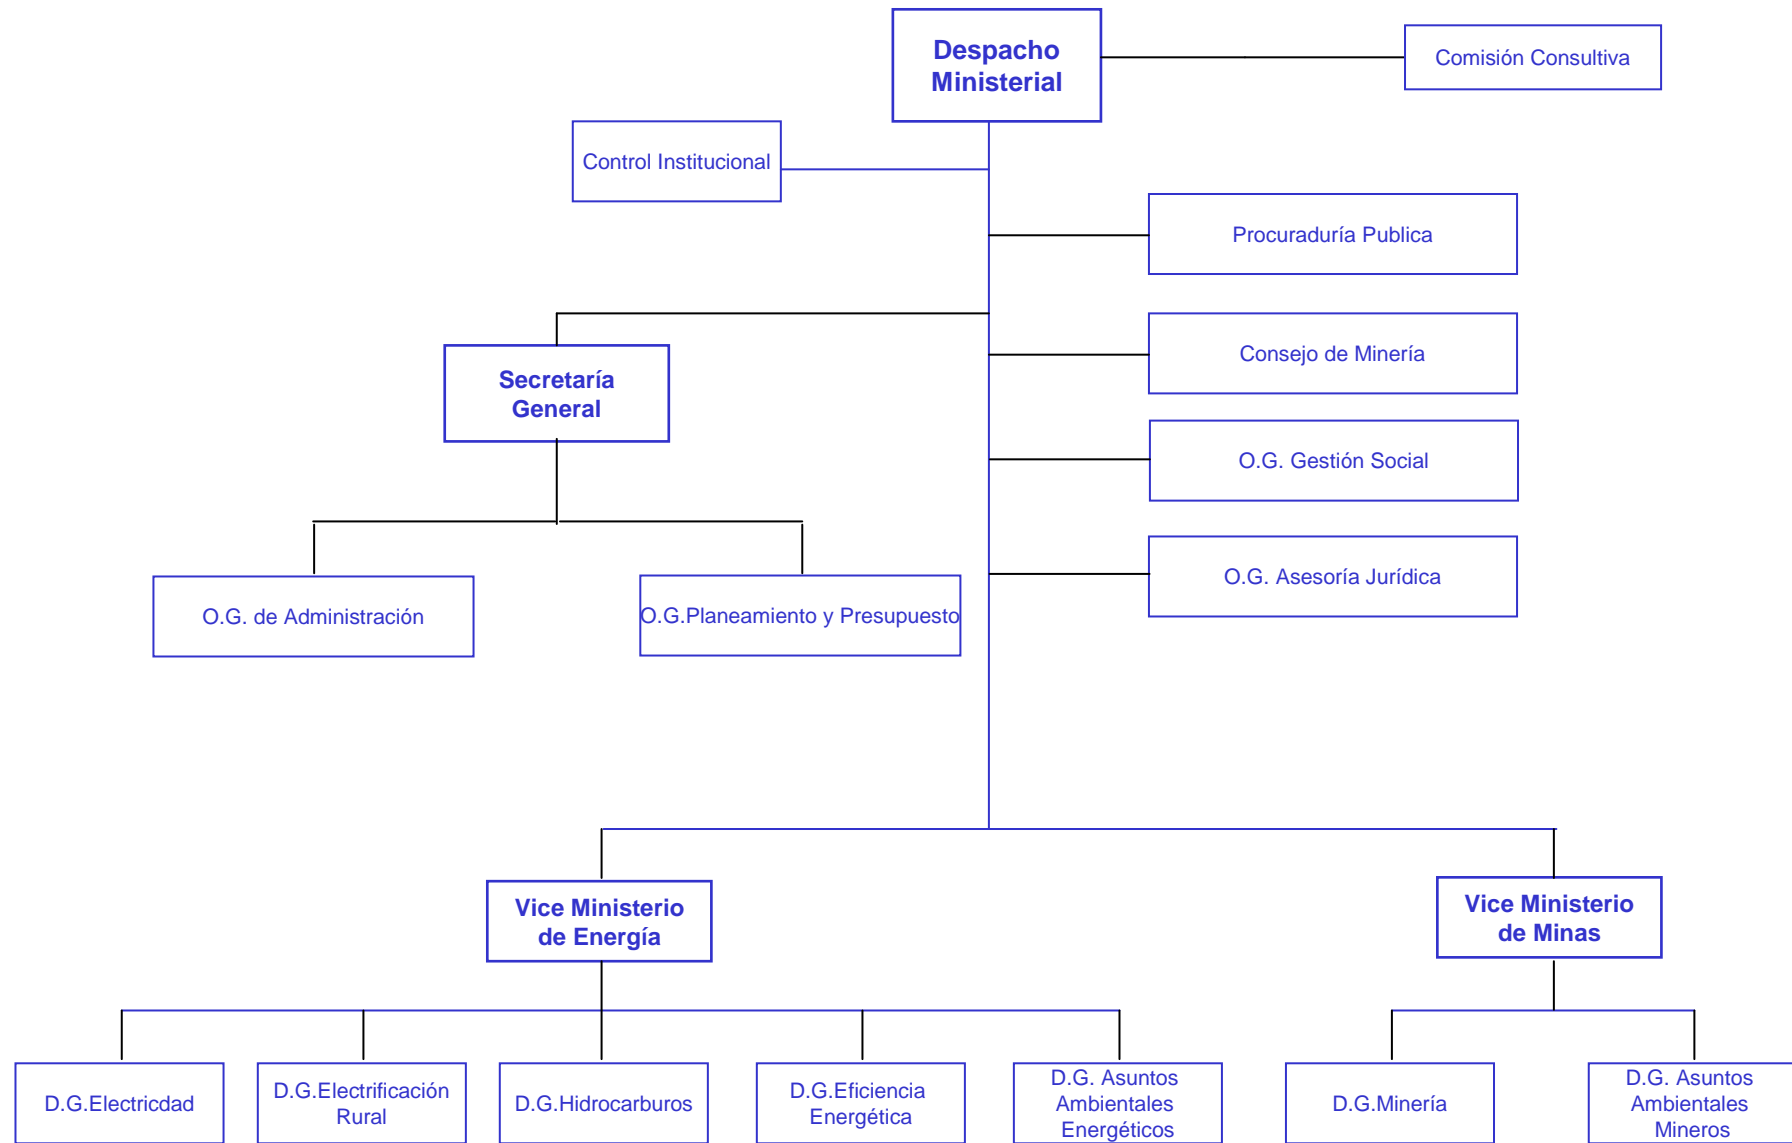 Despacho
Ministerial
Comisión Consultiva
Control Institucional
Procuraduría Publica
Consejo de Minería
Secretaría
General
O.G. Gestión Social
O.G. Asesoría Jurídica
O.G. de Administración
O.G.Planeamiento y Presupuesto
Vice Ministerio
de Energía
Vice Ministerio
de Minas
D.G.Electricdad
D.G.Electrificación
Rural
D.G.Hidrocarburos
D.G.Eficiencia
Energética
D.G. Asuntos
Ambientales
Energéticos
D.G.Minería
D.G. Asuntos
Ambientales
Mineros